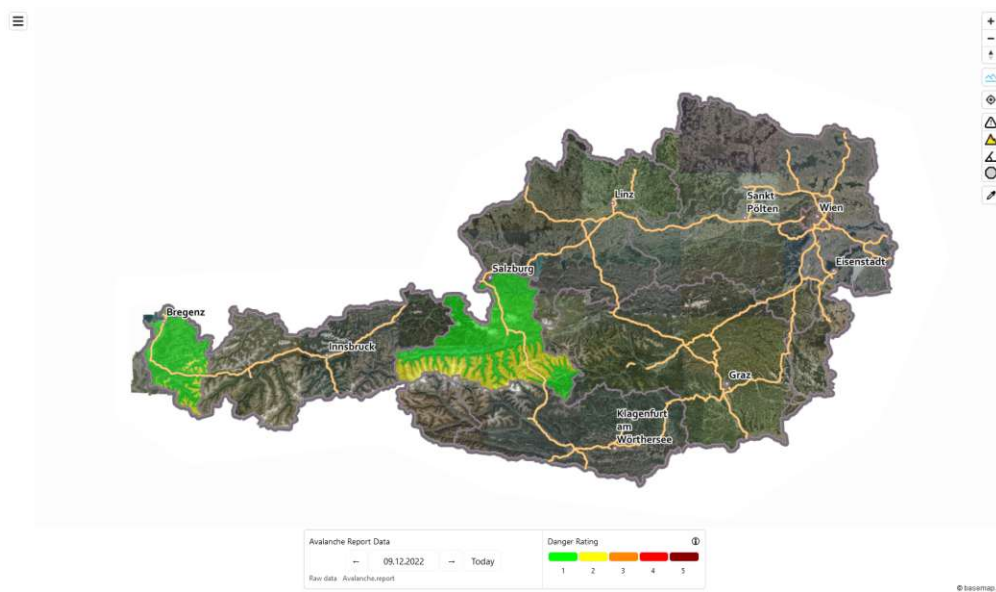 Linz
Sankt
Pölten
Wien
Salzburg
Eisenstadt
Bregenz
Innsbruck
Graz
Klagenfurt
am
Wörthersee
Avalanche Report Data
← 09.12.2022 → Today
Raw data Avalanche.report
Danger Rating
1 2 3 4 5
© basemap